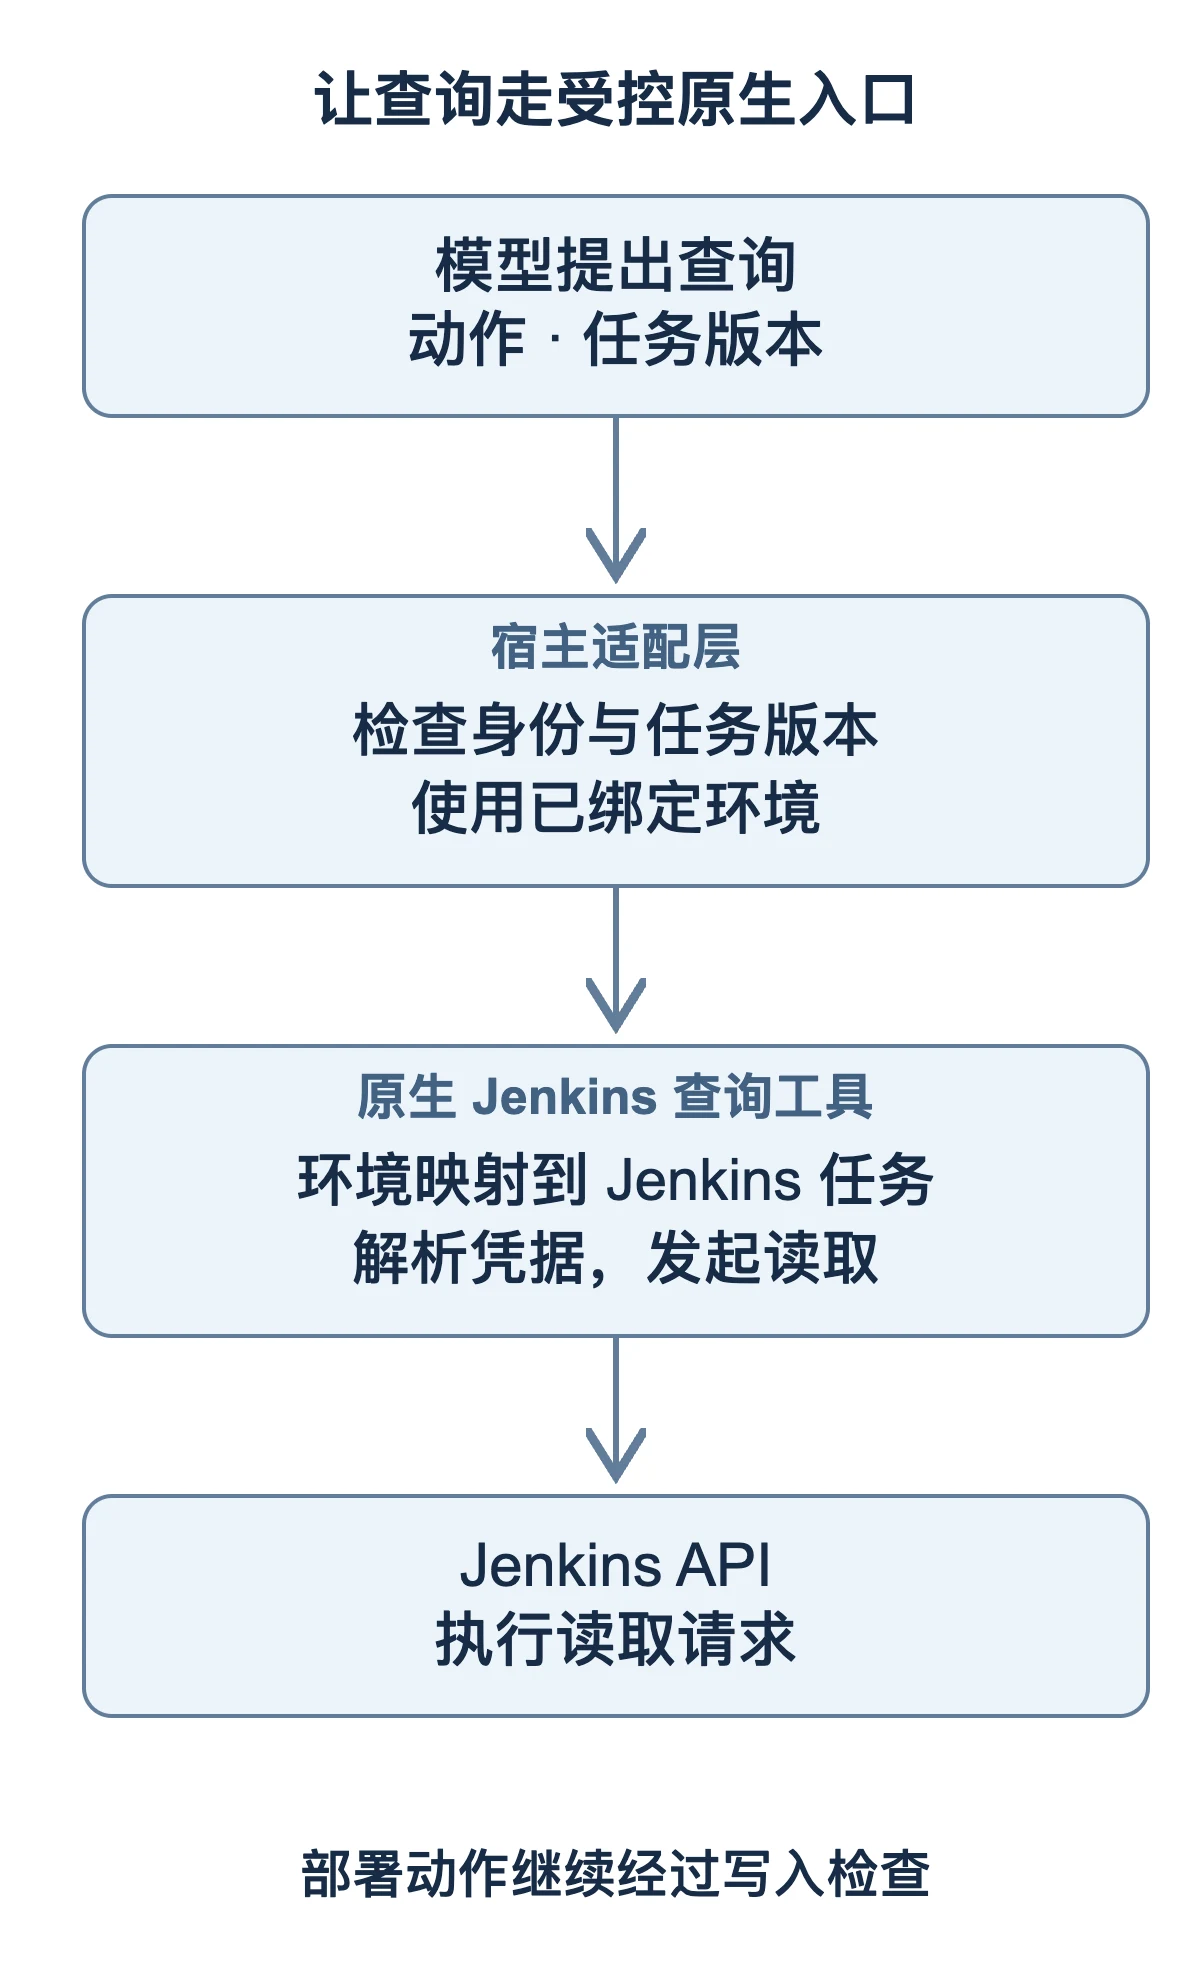 让查询走受控原生入口
模型提出查询
动作 · 任务版本
宿主适配层
检查身份与任务版本
使用已绑定环境
原生 Jenkins 查询工具
环境映射到 Jenkins 任务
解析凭据，发起读取
Jenkins API
执行读取请求
部署动作继续经过写入检查